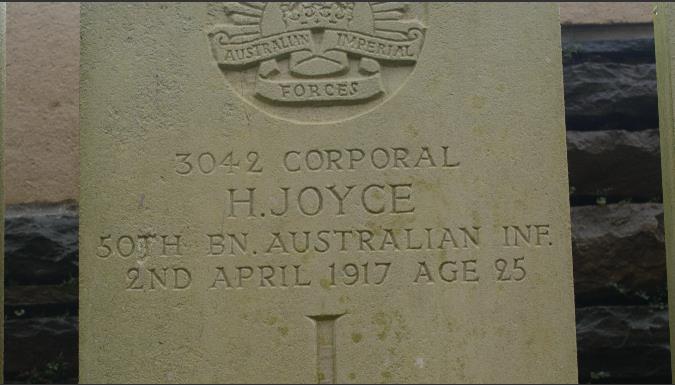 AUSTRALIAN IMPERIAL
FORCES
3042 CORPORAL
H. JOYCE
50TH BN. AUSTRALIAN INF.
2ND APRIL 1917 AGE 25